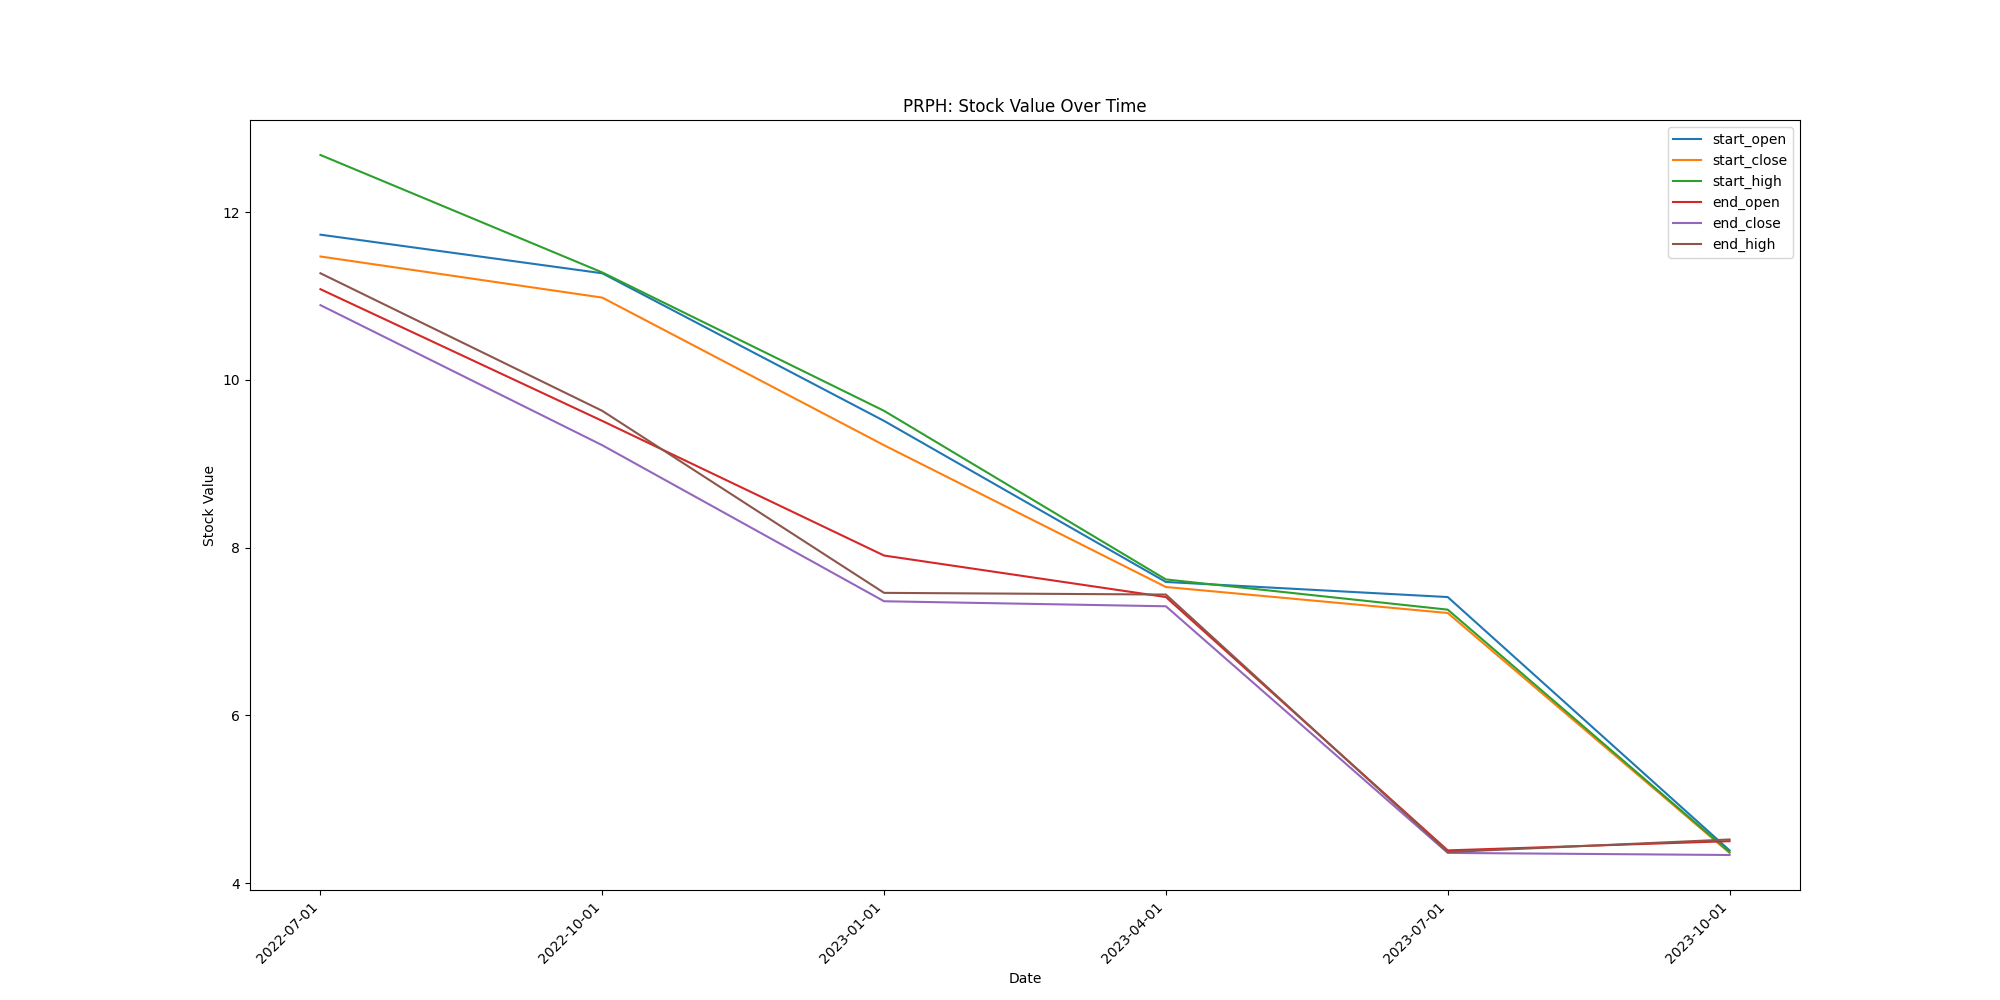 PRPH: Stock Value Over Time
start_open
start_close
start_high
end_open
end_close
end_high
Stock Value
12
10
8
6
4
2022-07-01
2022-10-01
2023-01-01
2023-04-01
2023-07-01
2023-10-01
Date